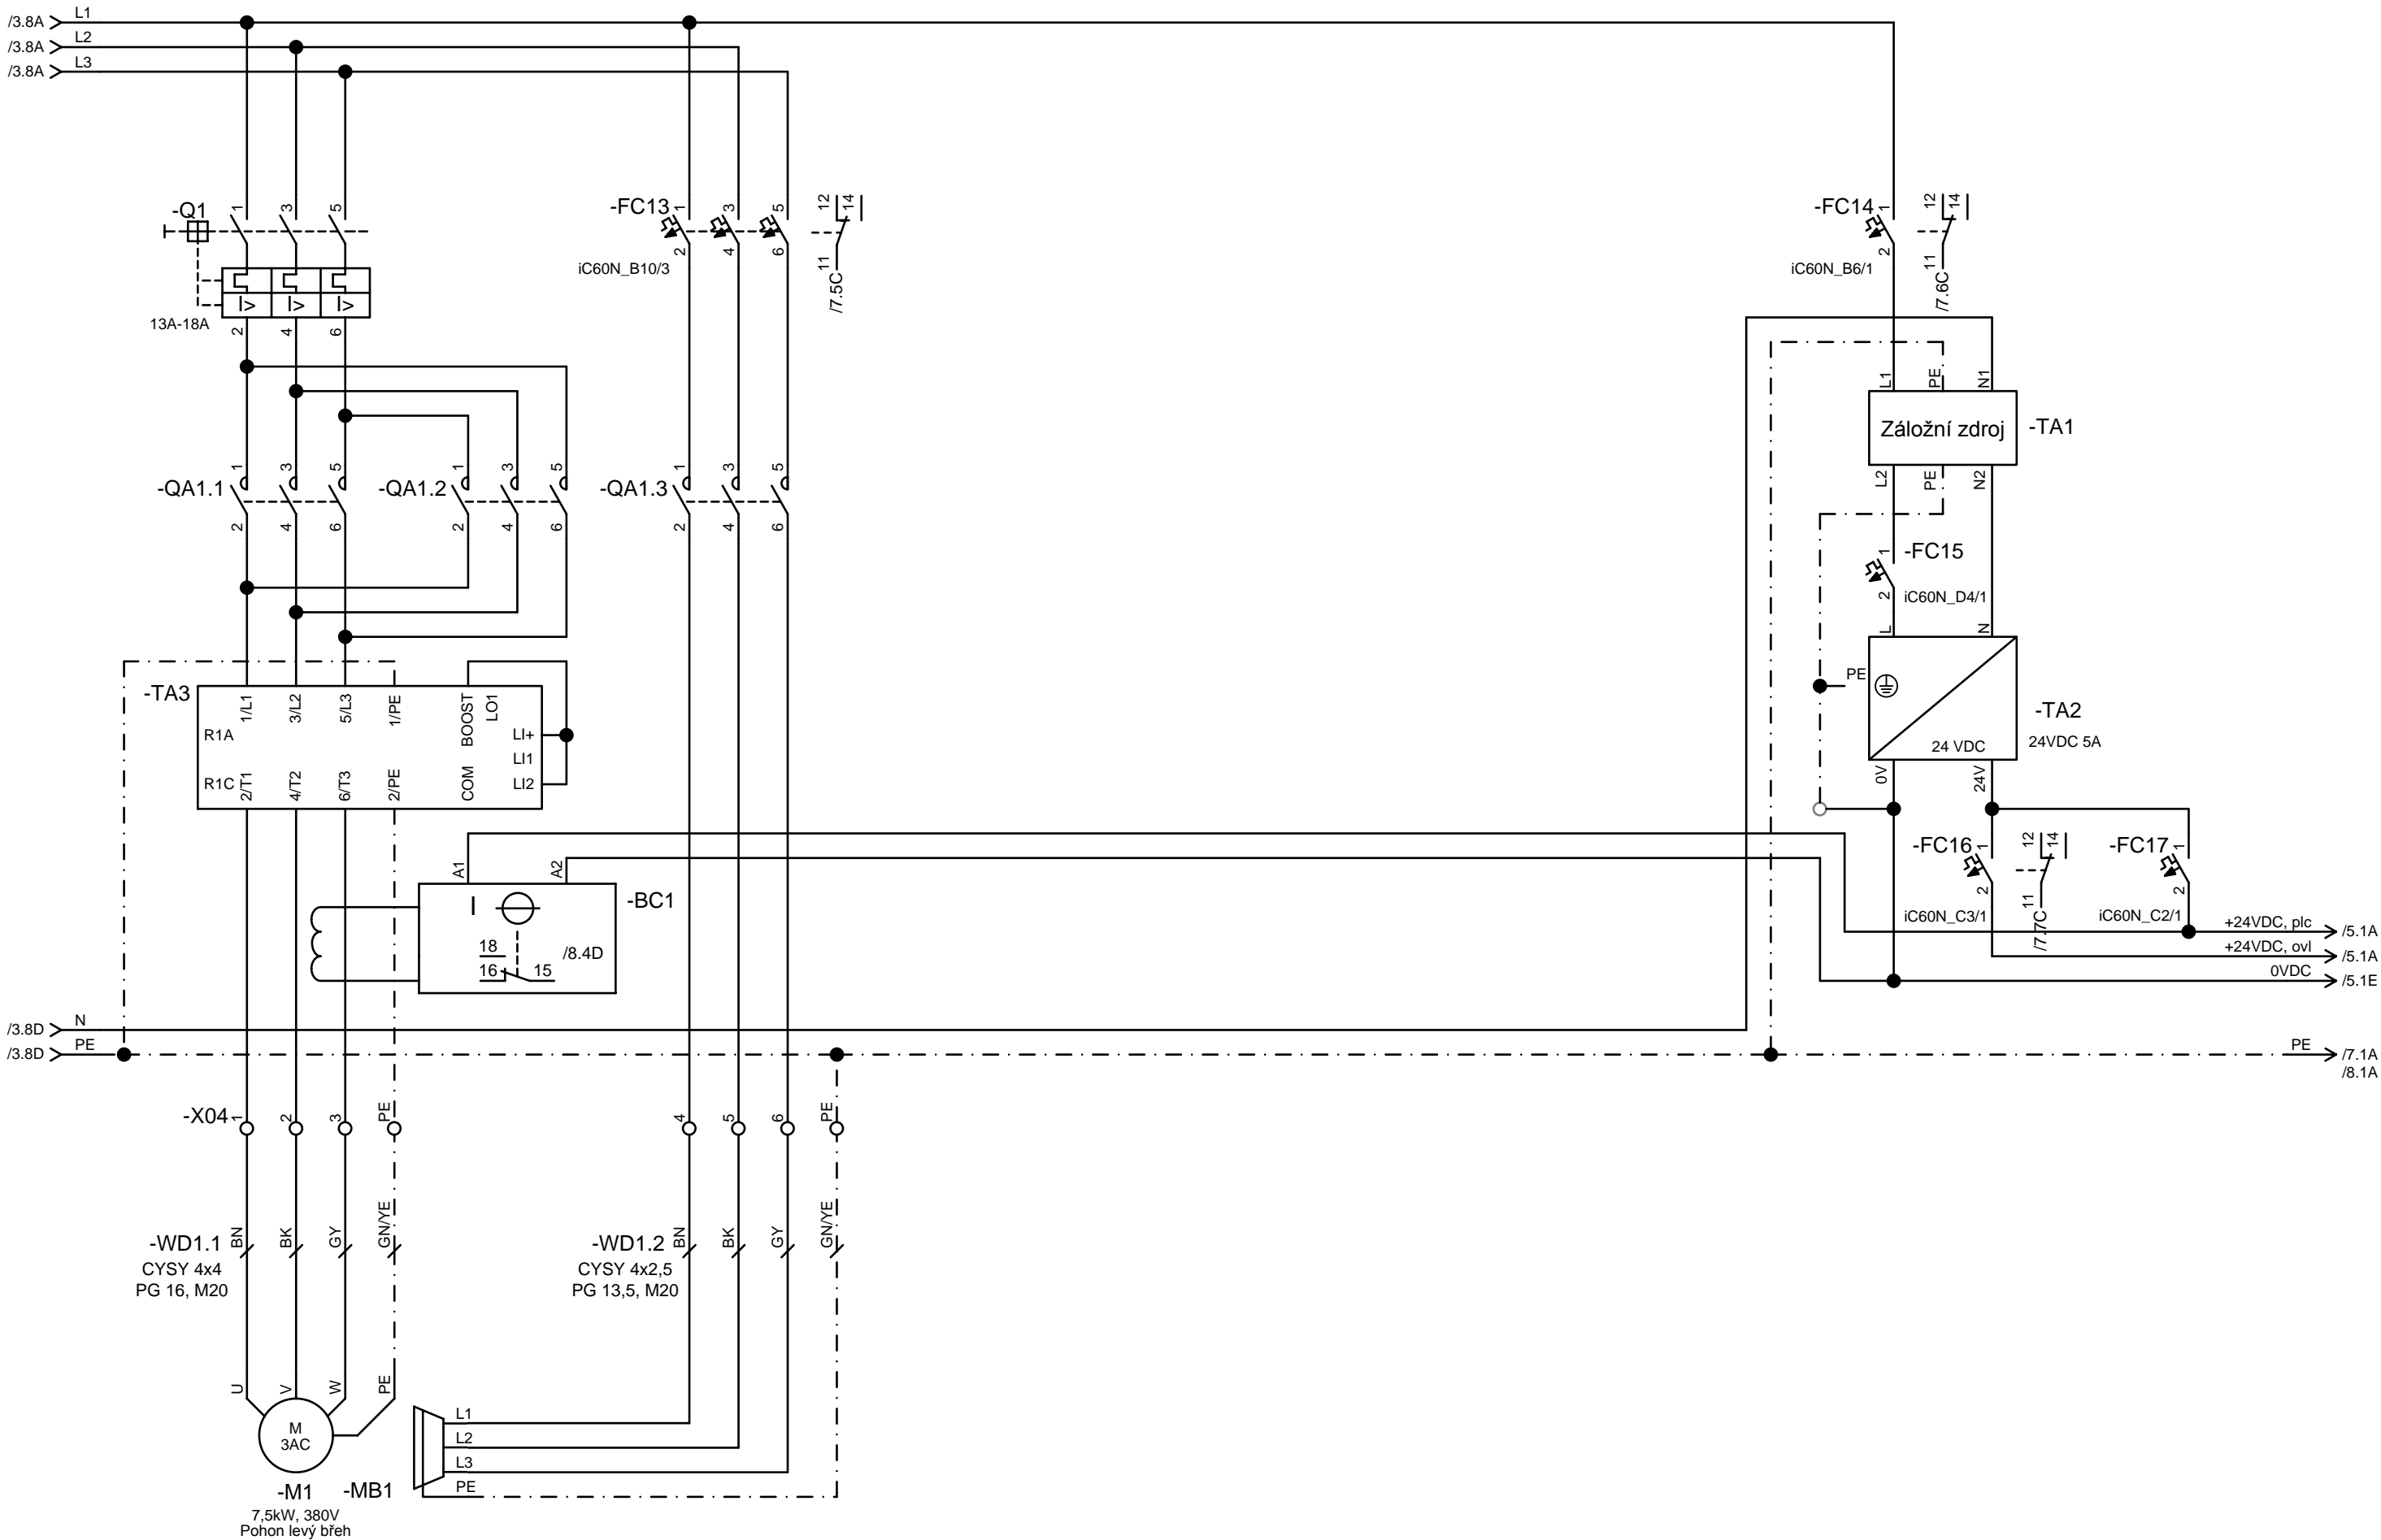 /3.8A L1
/3.8A L2
/3.8A L3
-Q1 1 3 5
13A-18A 2 4 6
-FC13 1 3 5
2 4 6
iC60N_B10/3
12 14
11
/7.5C
-FC14 1
2
iC60N_B6/1
12 14
11
/7.6C
L1 PE N1
Záložní zdroj -TA1
L2 PE N2
-QA1.1 1 3 5
2 4 6
-QA1.2 1 3 5
2 4 6
-QA1.3 1 3 5
2 4 6
-FC15 1
2 iC60N_D4/1
L N
PE
-TA2
24 VDC 24VDC 5A
0V 24V
-TA3
1/L1 3/L2 5/L3 1/PE BOOST LO1
R1A LI+
LI1
R1C LI2
2/T1 4/T2 6/T3 2/PE COM
-FC16 1
2
iC60N_C3/1
12 14
11
/7.7C
-FC17 1
2
iC60N_C2/1
A1 A2
-BC1
I
18
16 15
/8.4D
+24VDC, plc /5.1A
+24VDC, ovl /5.1A
0VDC /5.1E
/3.8D N
/3.8D PE
PE /7.1A
/8.1A
-X04 1 2 3 PE 4 5 6 PE
-WD1.1 BN BK GY GN/YE
CYSY 4x4
PG 16, M20
-WD1.2 BN BK GY GN/YE
CYSY 4x2,5
PG 13,5, M20
U V W PE
M
3AC
L1
L2
L3
PE
-M1 -MB1
7,5kW, 380V
Pohon levý břeh